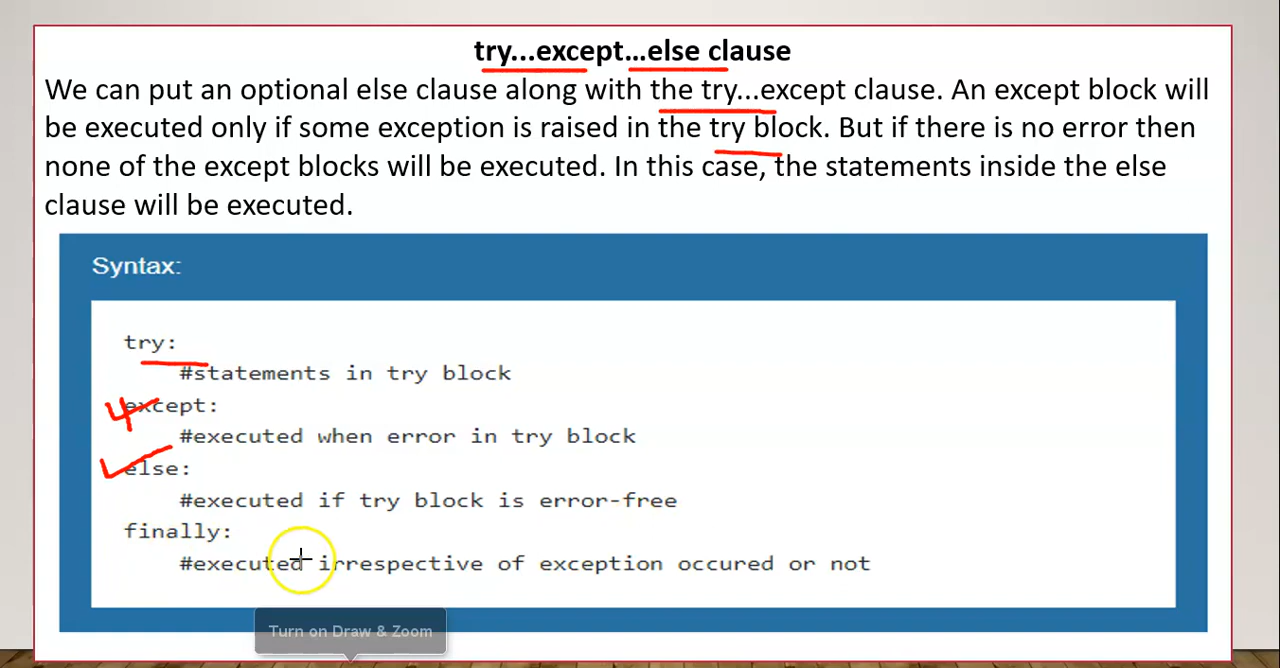 try...except...else clause
We can put an optional else clause along with the try...except clause. An except block will
be executed only if some exception is raised in the try block. But if there is no error then
none of the except blocks will be executed. In this case, the statements inside the else
clause will be executed.
Syntax:
try:
#statements in try block
except:
#executed when error in try block
else:
#executed if try block is error-free
finally:
#executed irrespective of exception occured or not
Turn on Draw & Zoom